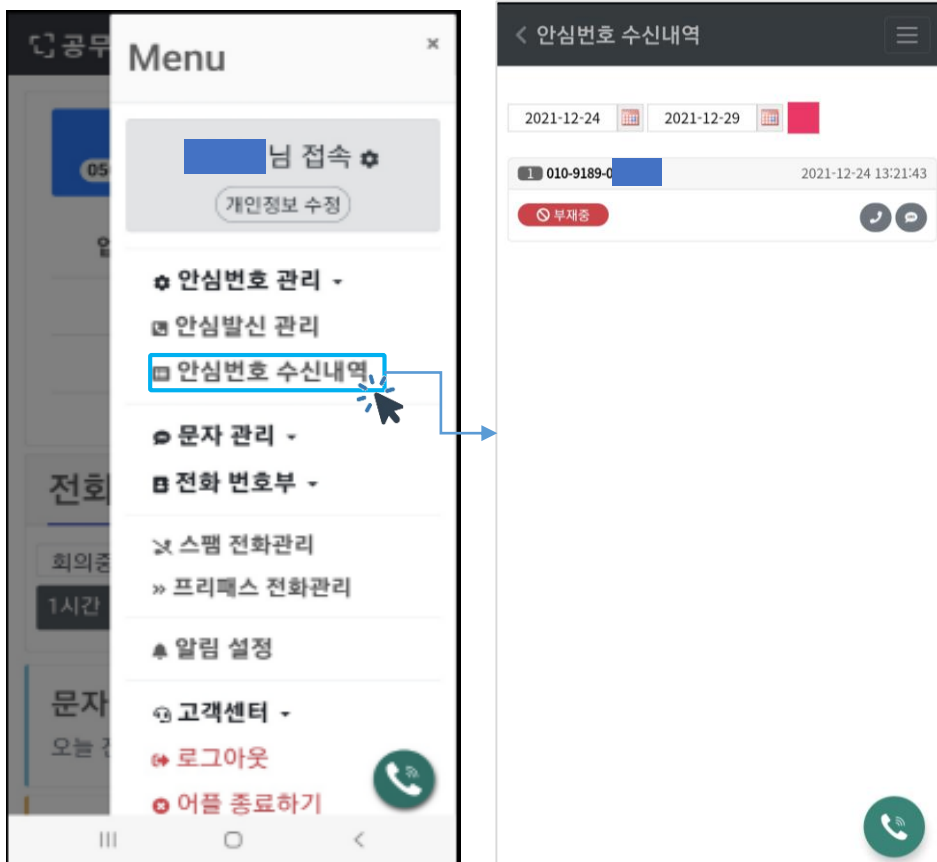 공무
Menu
×
05
님 접속
개인정보 수정
안심번호 관리
안심발신 관리
안심번호 수신내역
문자 관리
전화 번호부
전화
회의중
스팸 전화관리
1시간
» 프리패스 전화관리
알림 설정
문자
오늘
고객센터
로그아웃
어플 종료하기
안심번호 수신내역
2021-12-24
2021-12-29
1 010-9189-0
2021-12-24 13:21:43
부재중